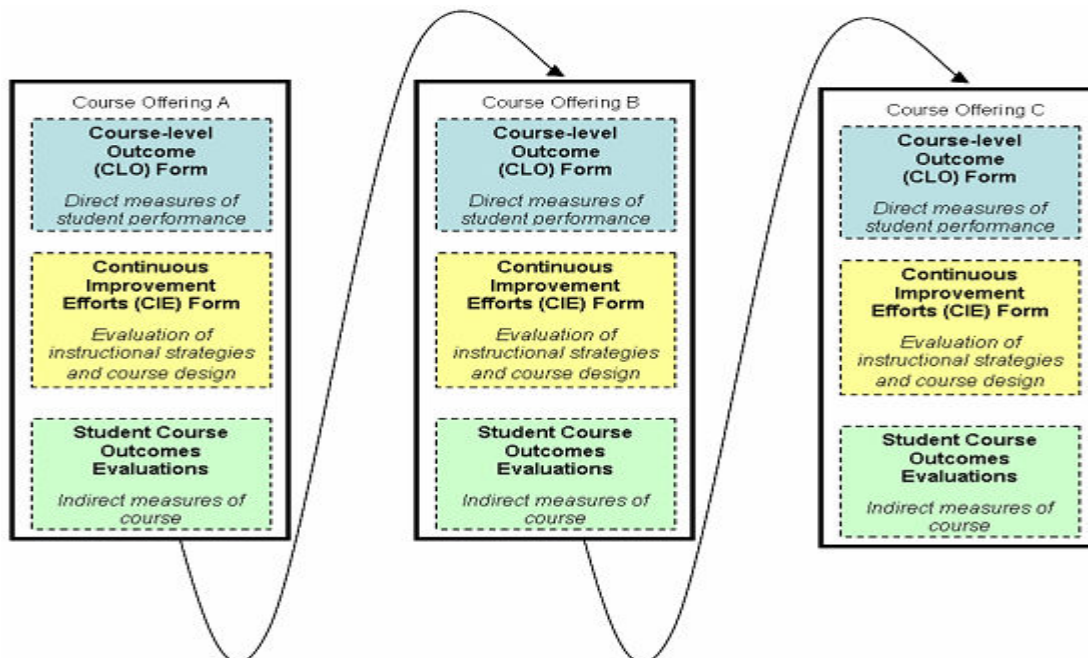 Course Offering A
Course-level
Outcome
(CLO) Form
Direct measures of
student performance
Continuous
Improvement
Efforts (CIE) Form
Evaluation of
instructional strategies
and course design
Student Course
Outcomes
Evaluations
Indirect measures of
course
Course Offering B
Course-level
Outcome
(CLO) Form
Direct measures of
student performance
Continuous
Improvement
Efforts (CIE) Form
Evaluation of
instructional strategies
and course design
Student Course
Outcomes
Evaluations
Indirect measures of
course
Course Offering C
Course-level
Outcome
(CLO) Form
Direct measures of
student performance
Continuous
Improvement
Efforts (CIE) Form
Evaluation of
instructional strategies
and course design
Student Course
Outcomes
Evaluations
Indirect measures of
course